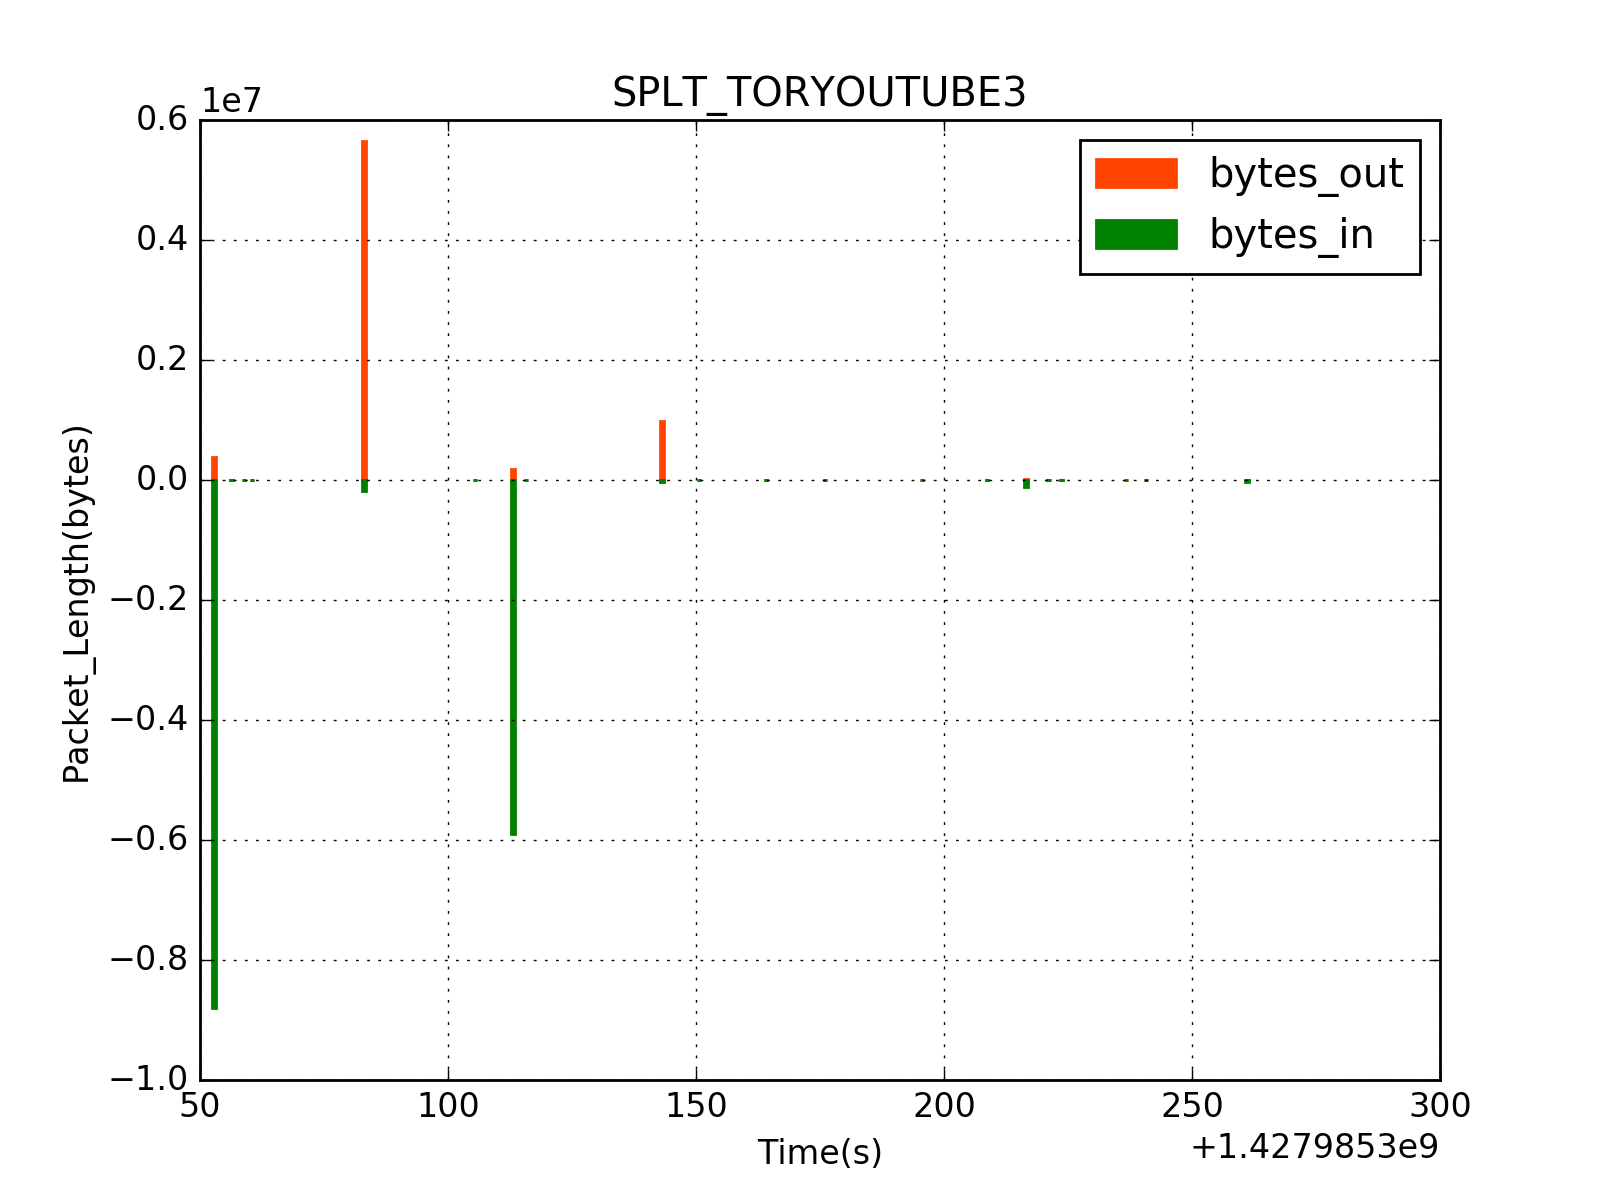 SPLT_TORYOUTUBE3
1e7
0.6
0.4
0.2
0.0
−0.2
−0.4
−0.6
−0.8
−1.0
Packet_Length(bytes)
bytes_out
bytes_in
50 100 150 200 250 300
Time(s)
+1.4279853e9